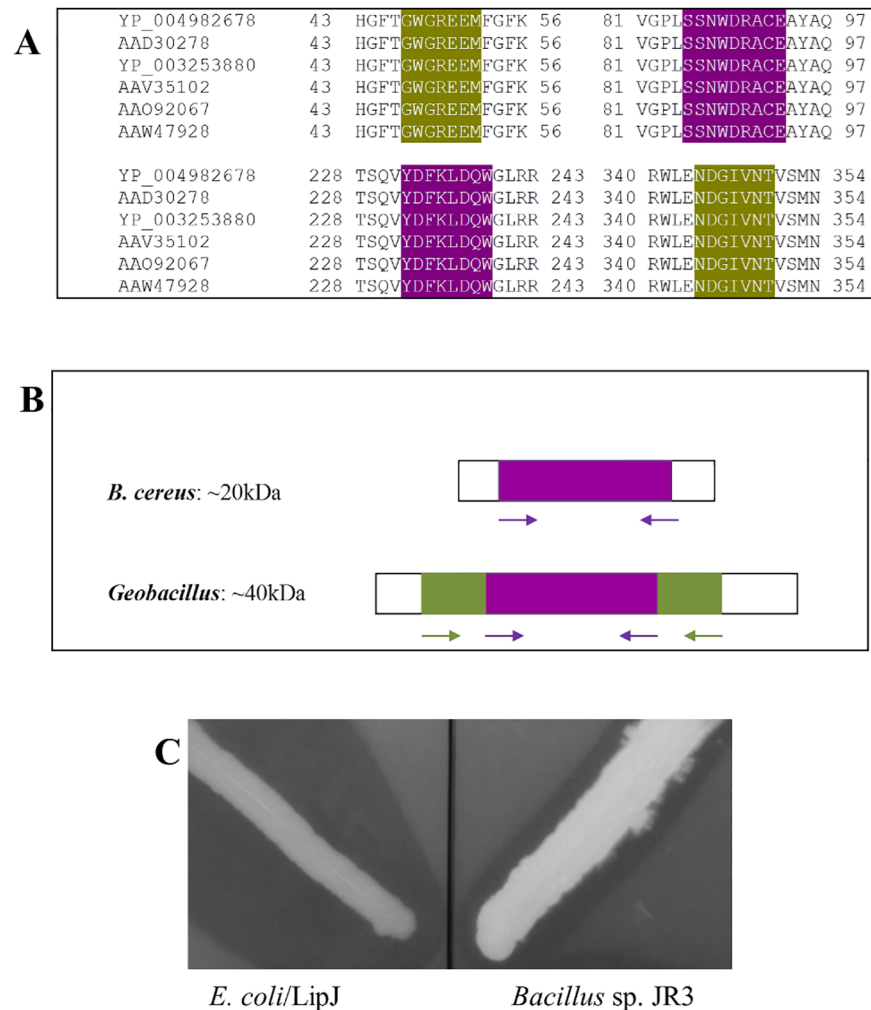 A
YP_004982678 43 HGFTGWGREEMFGFK 56 81 VGPLSSNWDRACEAYAQ 97
AAD30278 43 HGFTGWGREEMFGFK 56 81 VGPLSSNWDRACEAYAQ 97
YP_003253880 43 HGFTGWGREEMFGFK 56 81 VGPLSSNWDRACEAYAQ 97
AAV35102 43 HGFTGWGREEMFGFK 56 81 VGPLSSNWDRACEAYAQ 97
AAO92067 43 HGFTGWGREEMFGFK 56 81 VGPLSSNWDRACEAYAQ 97
AAW47928 43 HGFTGWGREEMFGFK 56 81 VGPLSSNWDRACEAYAQ 97
YP_004982678 228 TSQVYDFKLDQWGLRR 243 340 RWLENDGIVNTVSMN 354
AAD30278 228 TSQVYDFKLDQWGLRR 243 340 RWLENDGIVNTVSMN 354
YP_003253880 228 TSQVYDFKLDQWGLRR 243 340 RWLENDGIVNTVSMN 354
AAV35102 228 TSQVYDFKLDQWGLRR 243 340 RWLENDGIVNTVSMN 354
AAO92067 228 TSQVYDFKLDQWGLRR 243 340 RWLENDGIVNTVSMN 354
AAW47928 228 TSQVYDFKLDQWGLRR 243 340 RWLENDGIVNTVSMN 354
B
B. cereus: ~20kDa
Geobacillus: ~40kDa
C
E. coli/LipJ Bacillus sp. JR3